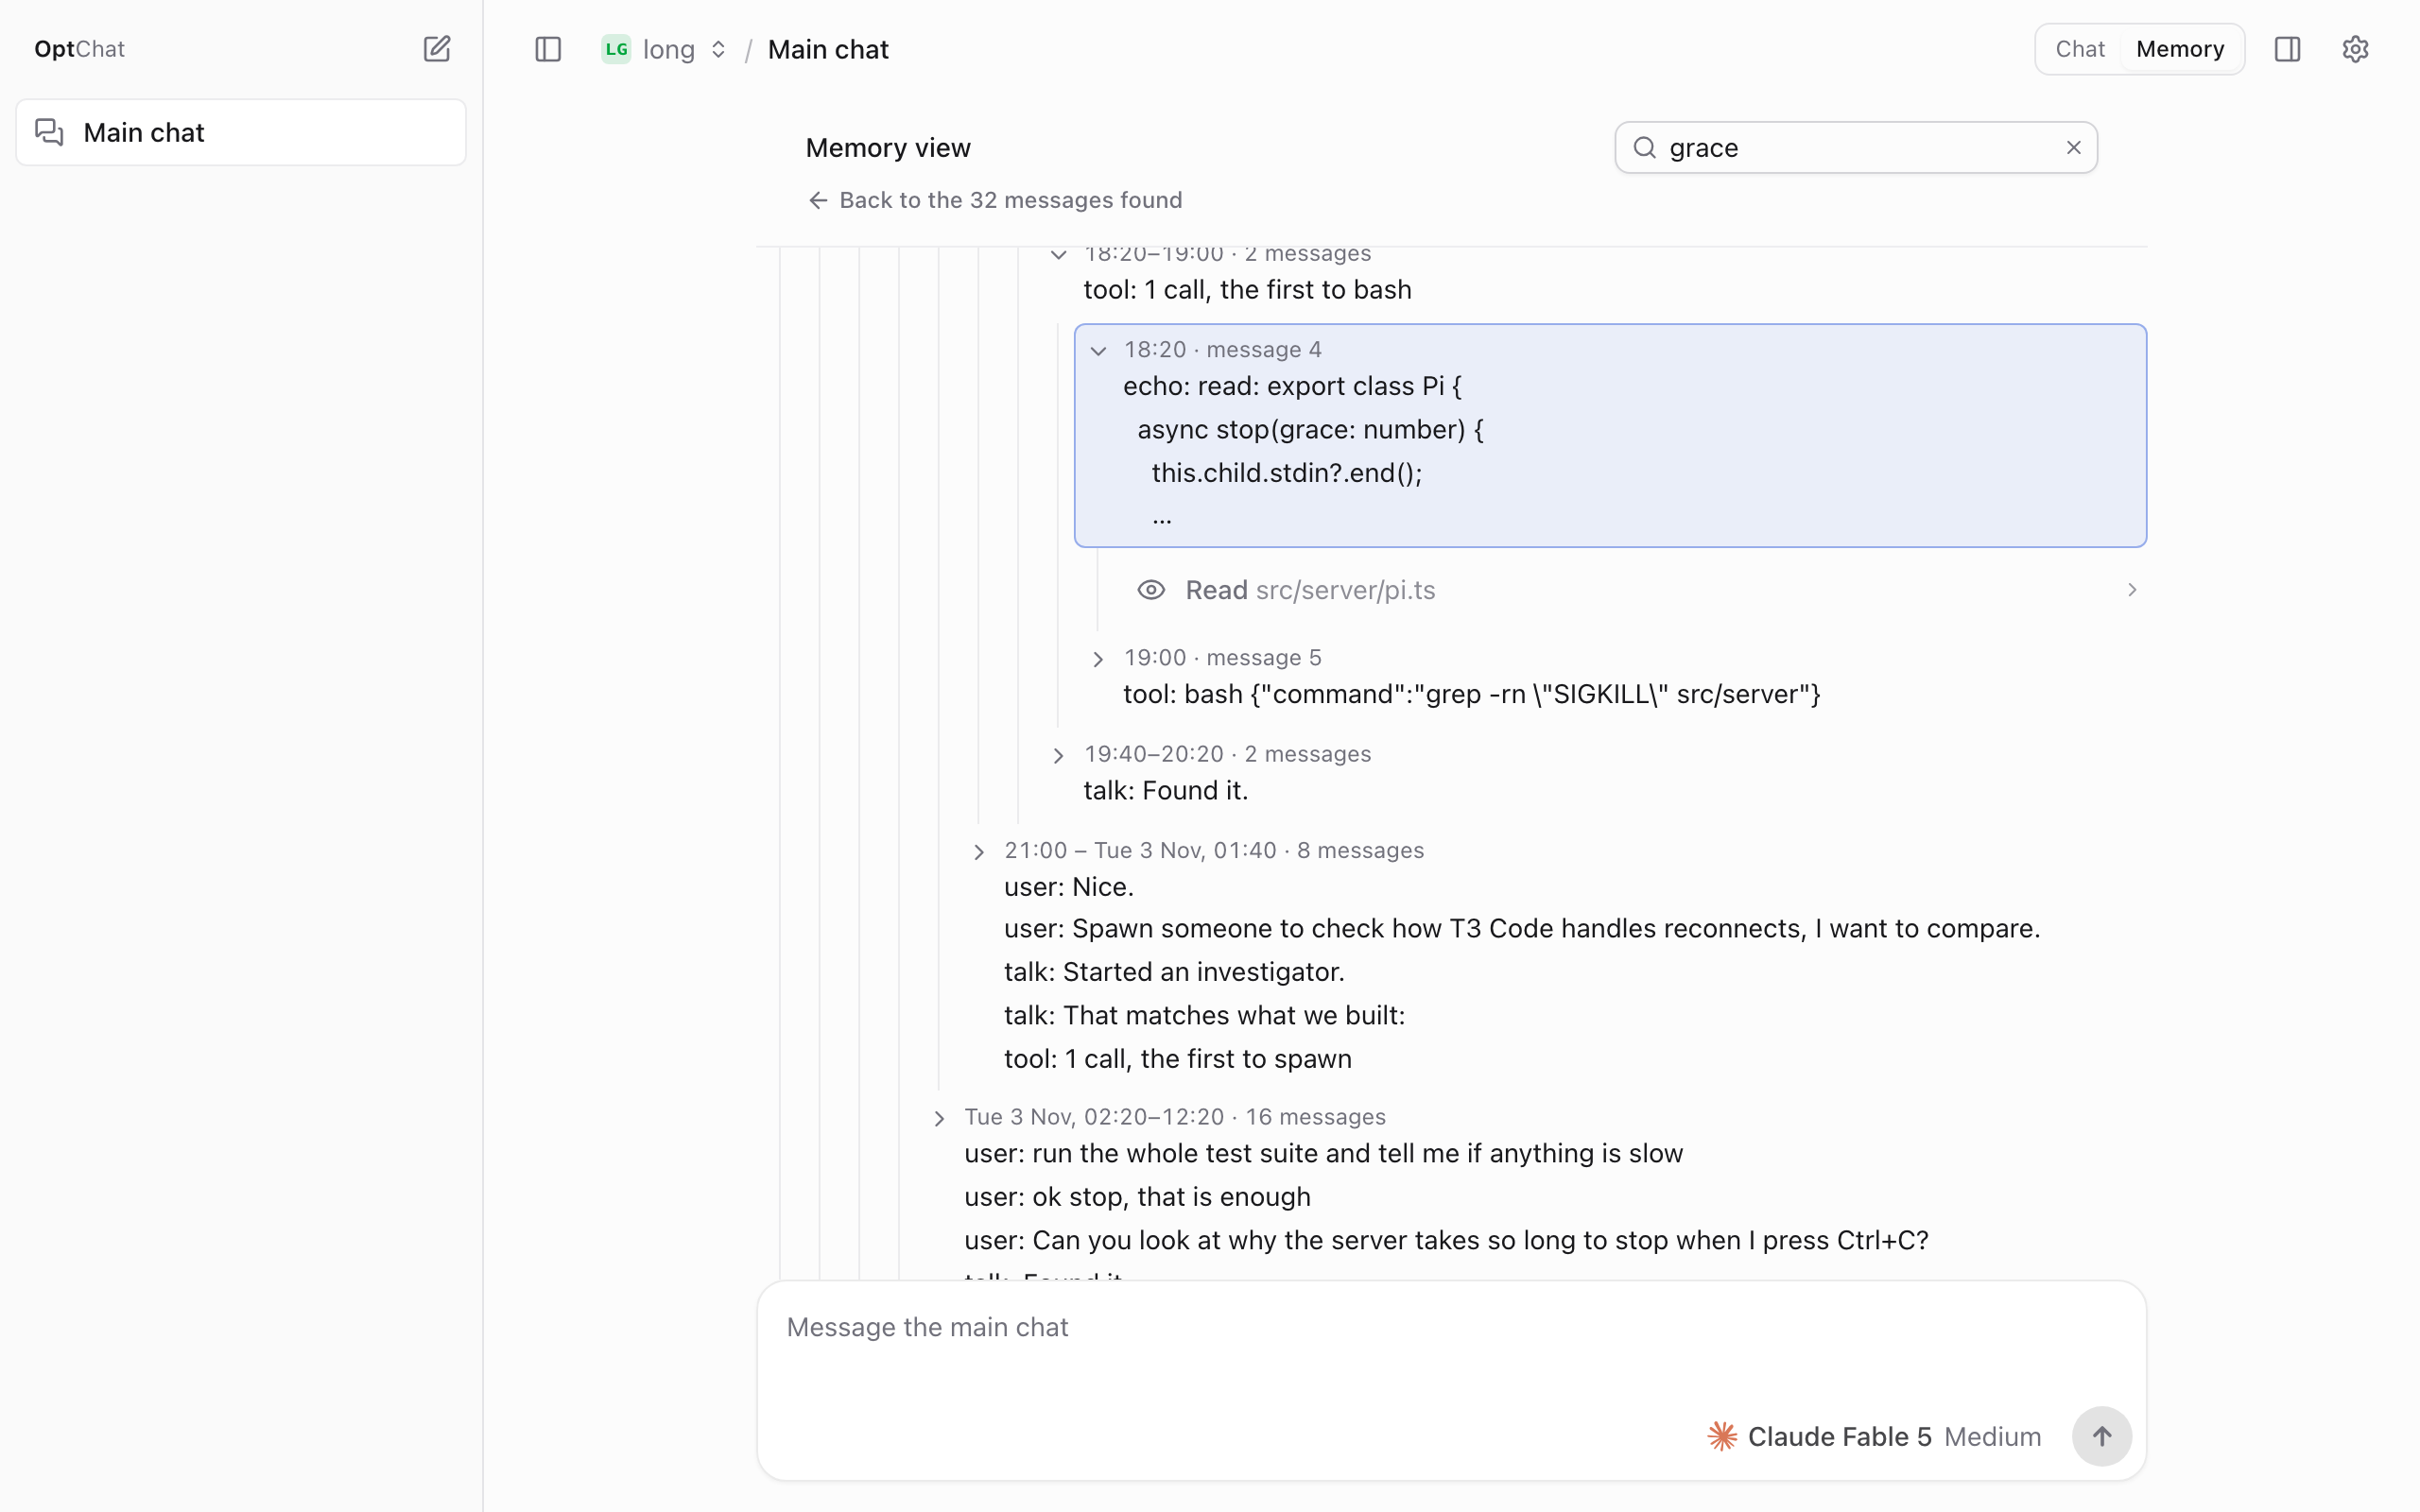 OptChat
LG long / Main chat
Chat Memory
Main chat
Memory view
grace
Back to the 32 messages found
18:20–19:00 · 2 messages
tool: 1 call, the first to bash
18:20 · message 4
echo: read: export class Pi {
async stop(grace: number) {
this.child.stdin?.end();
...
Read src/server/pi.ts
19:00 · message 5
tool: bash {"command":"grep -rn \"SIGKILL\" src/server"}
19:40–20:20 · 2 messages
talk: Found it.
21:00 – Tue 3 Nov, 01:40 · 8 messages
user: Nice.
user: Spawn someone to check how T3 Code handles reconnects, I want to compare.
talk: Started an investigator.
talk: That matches what we built:
tool: 1 call, the first to spawn
Tue 3 Nov, 02:20–12:20 · 16 messages
user: run the whole test suite and tell me if anything is slow
user: ok stop, that is enough
user: Can you look at why the server takes so long to stop when I press Ctrl+C?
talk: Found it.
Message the main chat
Claude Fable 5 Medium